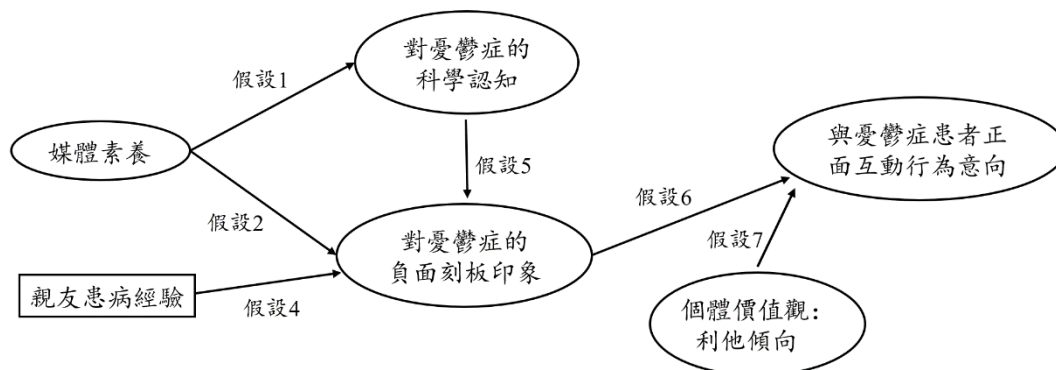 對憂鬱症的
科學認知
假設1
媒體素養
假設5
與憂鬱症患者正
面互動行為意向
假設2
假設6
對憂鬱症的
負面刻板印象
假設7
親友患病經驗
假設4
個體價值觀：
利他傾向